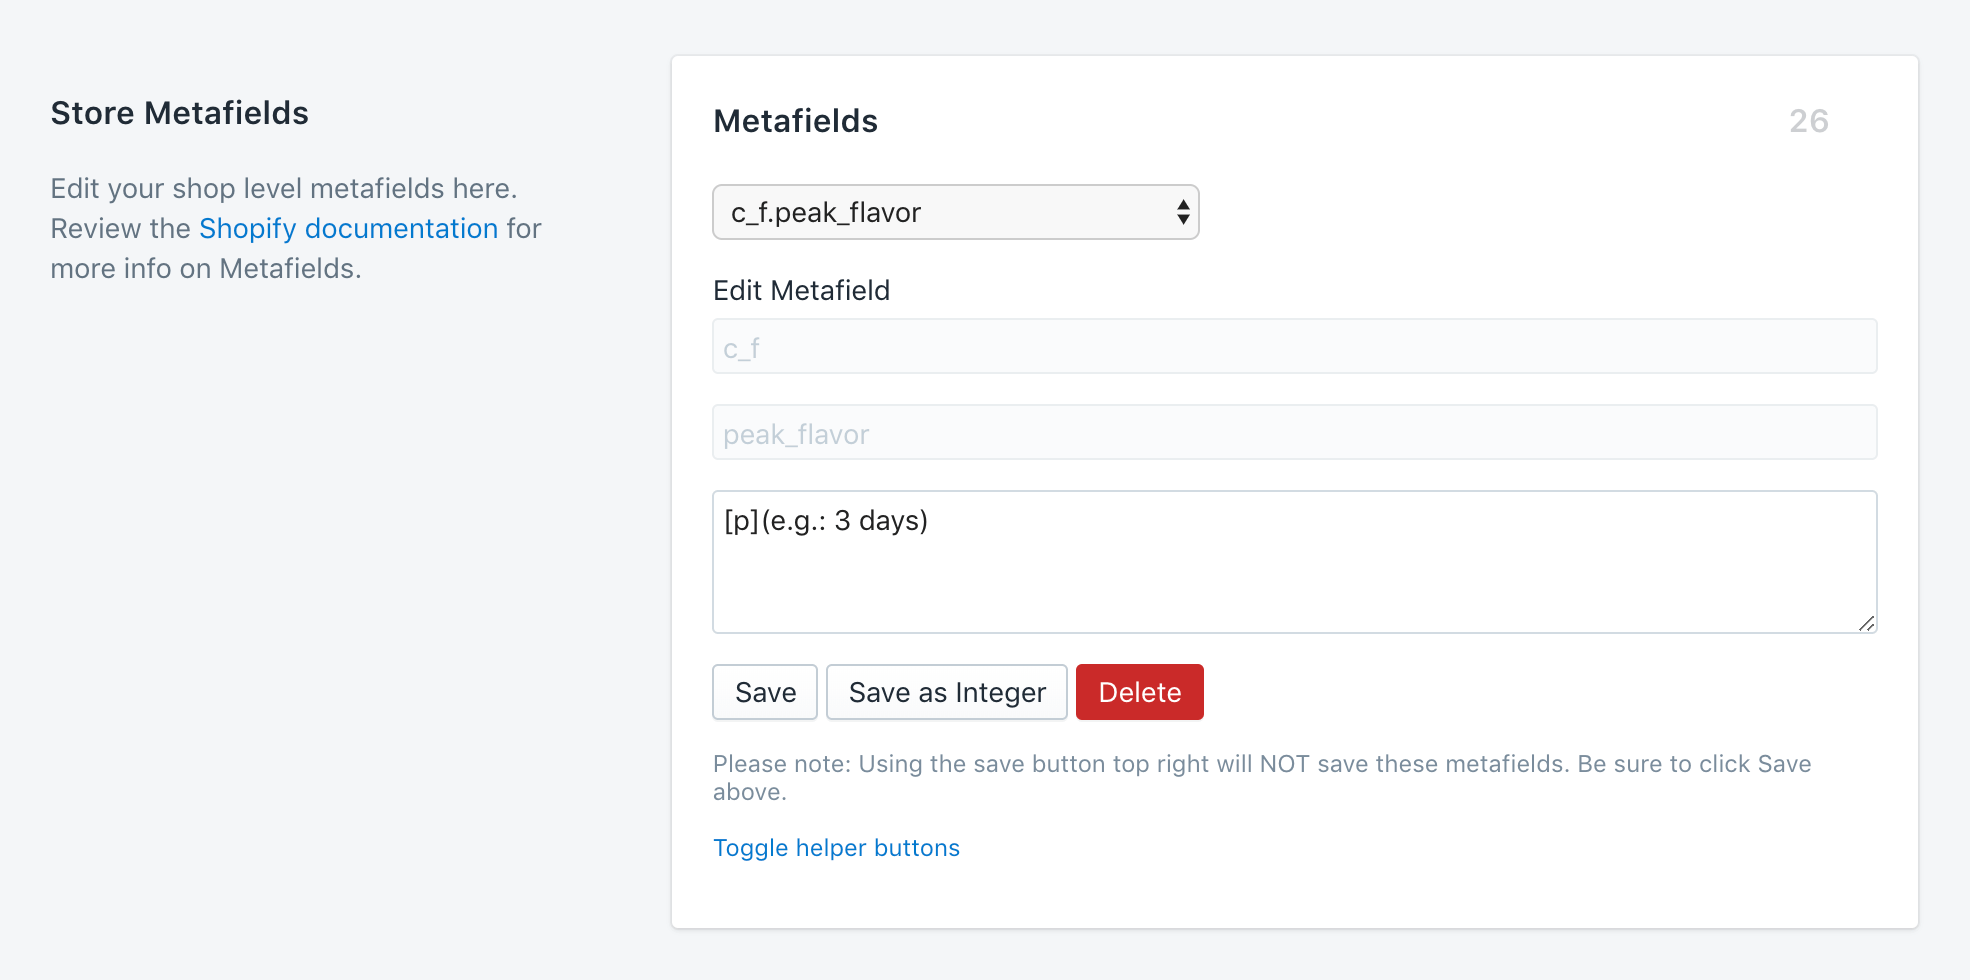 Store Metafields
Edit your shop level metafields here.
Review the Shopify documentation for
more info on Metafields.
Metafields
26
c_f.peak_flavor
Edit Metafield
c_f
peak_flavor
[p](e.g.: 3 days)
Save
Save as Integer
Delete
Please note: Using the save button top right will NOT save these metafields. Be sure to click Save
above.
Toggle helper buttons